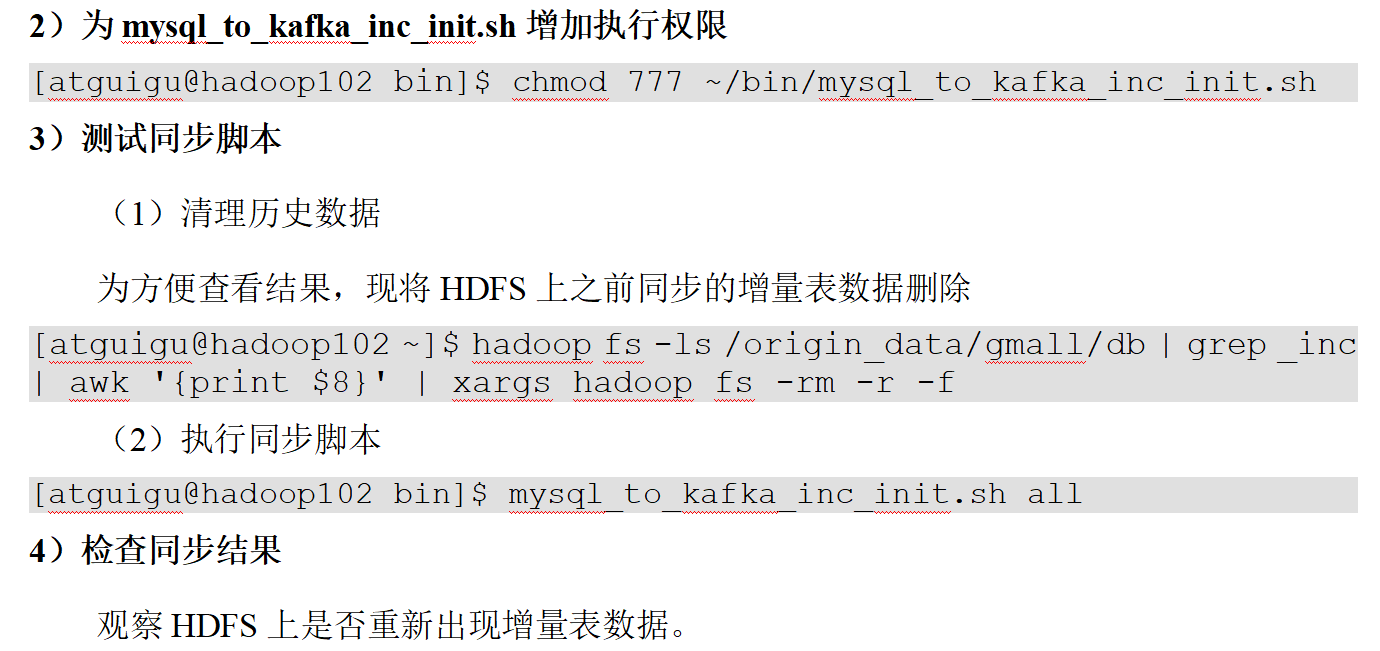 2）为 mysql_to_kafka_inc_init.sh 增加执行权限
[atguigu@hadoop102 bin]$ chmod 777 ~/bin/mysql_to_kafka_inc_init.sh
3）测试同步脚本
（1）清理历史数据
为方便查看结果，现将 HDFS 上之前同步的增量表数据删除
[atguigu@hadoop102 ~]$ hadoop fs -ls /origin_data/gmall/db | grep _inc
| awk '{print $8}' | xargs hadoop fs -rm -r -f
（2）执行同步脚本
[atguigu@hadoop102 bin]$ mysql_to_kafka_inc_init.sh all
4）检查同步结果
观察 HDFS 上是否重新出现增量表数据。